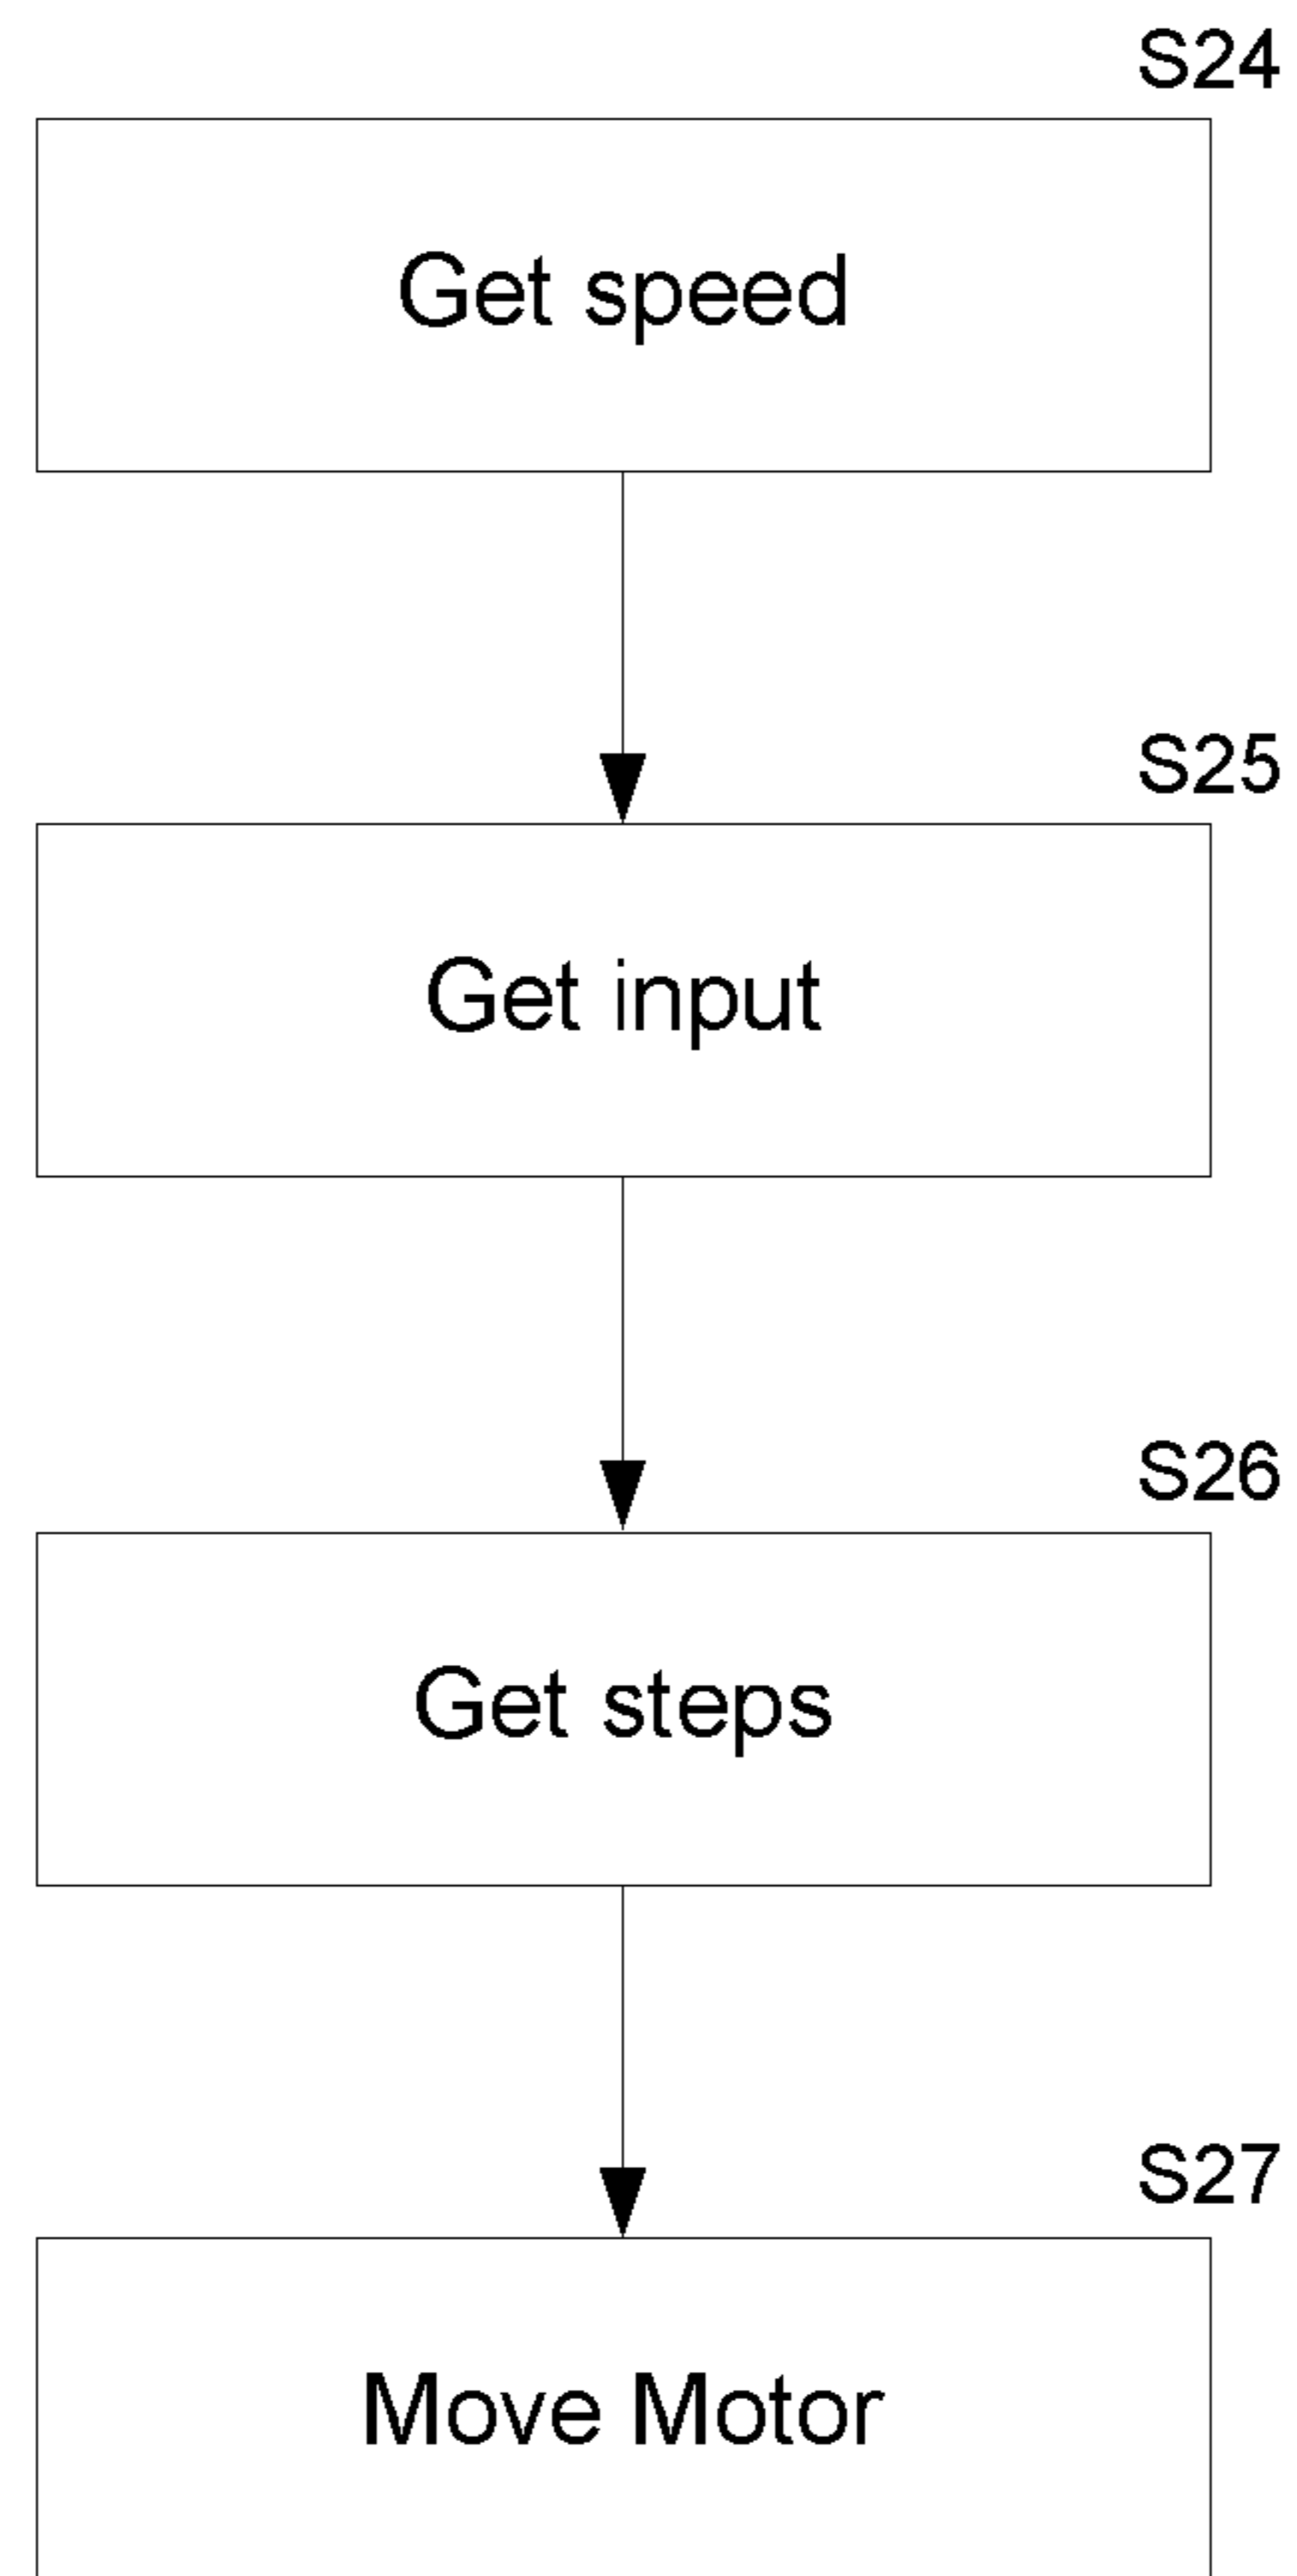 S24
Get speed
S25
Get input
S26
Get steps
S27
Move Motor